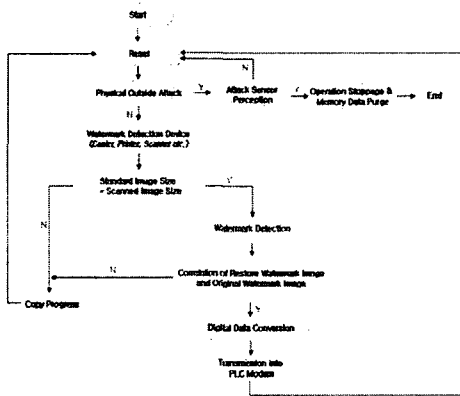 Start
Reset
N
Physical Outside Attack
Y
Attack Sensor
Perception
Y
Operation Stoppage &
Memory Data Purge
End
N
Watermark Detection Device
(Copier, Printer, Scanner etc.)
Standard Image Size
= Scanned Image Size
Y
N
Watermark Detection
N
Correlation of Restore Watermark Image
and Original Watermark Image
Copy Progress
Y
Digital Data Conversion
Transmission into
PLC Modem